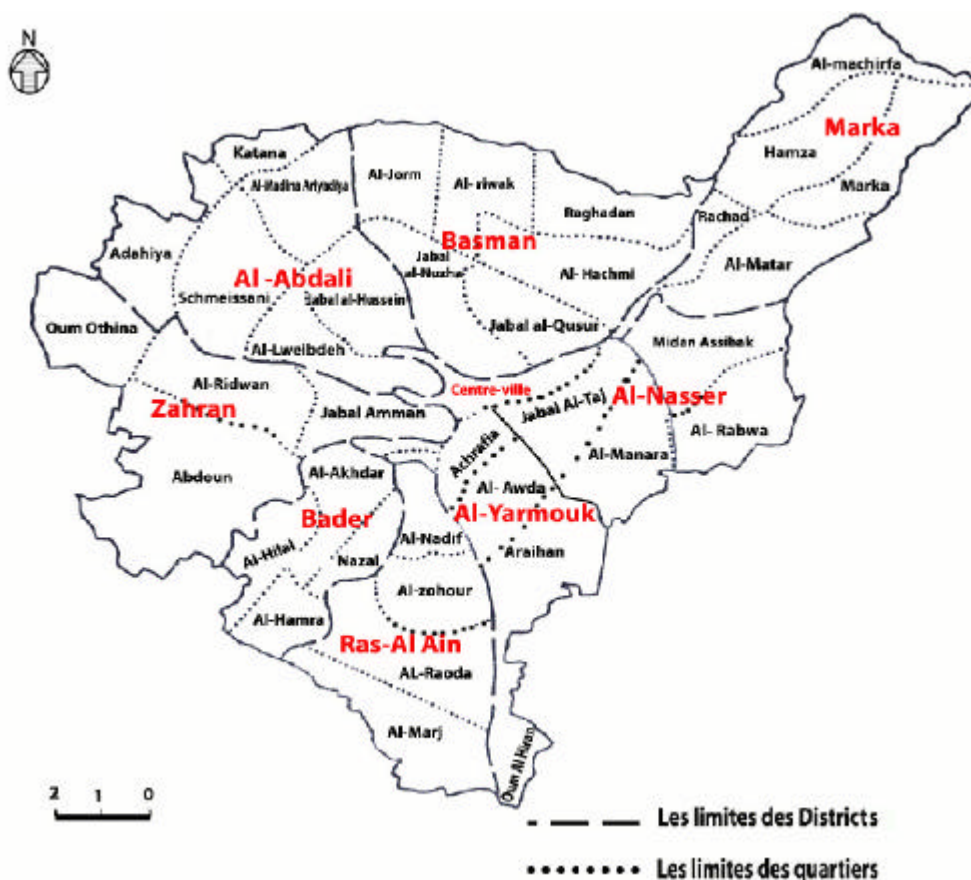 N
Al-machirfa
Marka
Hamza
Katana
Al-Madina Ariyadiya
Al-Jorm
Al-riwak
Marka
Raghadan
Rachad
Basman
Adahiya
Jabal
al-Nuzha
Al-Hachmi
Al-Matar
Al -Abdali
Schmeissani
Jabal al-Hussein
Oum Othina
Jabal al-Qusur
Midan Assibak
Al-Lweibdeh
Al-Ridwan
Centre-ville
Al-Nasser
Zahran
Jabal Amman
Jabal Al-Taj
Al- Rabwa
Achrafia
Al-Manara
Abdoun
Al-Akhdar
Al- Awda
Bader
Al-Yarmouk
Al-Nadif
Al-Hilal
Nazal
Araihan
Al-zohour
Al-Hamra
Ras-Al Ain
AL-Raoda
Al-Marj
2 1 0
Les limites des Districts
Les limites des quartiers